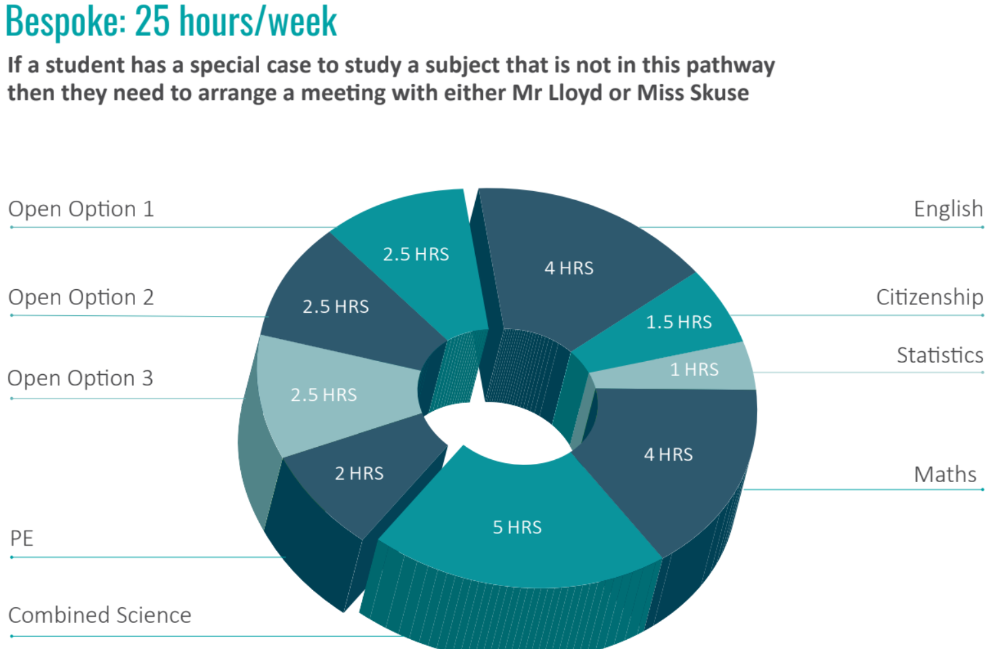 Bespoke: 25 hours/week
If a student has a special case to study a subject that is not in this pathway
then they need to arrange a meeting with either Mr Lloyd or Miss Skuse
Open Option 1
English
2.5 HRS
4 HRS
Open Option 2
Citizenship
2.5 HRS
1.5 HRS
Statistics
1 HRS
Open Option 3
2.5 HRS
4 HRS
2 HRS
Maths
5 HRS
PE
Combined Science